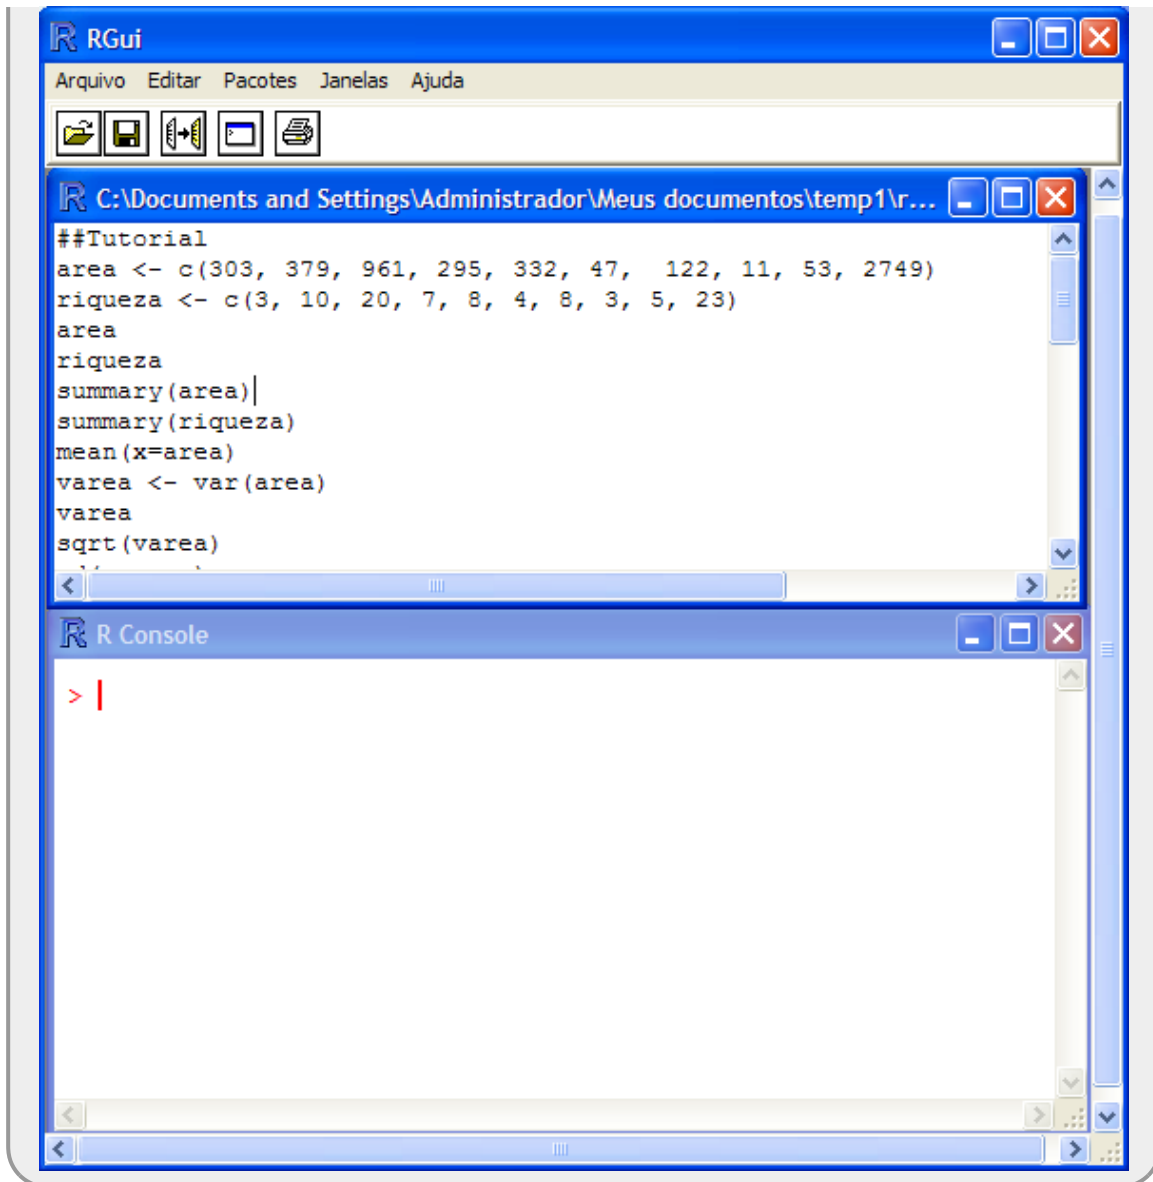 RGui
Arquivo Editar Pacotes Janelas Ajuda
C:\Documents and Settings\Administrador\Meus documentos\temp1\r...
##Tutorial
area <- c(303, 379, 961, 295, 332, 47,  122, 11, 53, 2749)
riqueza <- c(3, 10, 20, 7, 8, 4, 8, 3, 5, 23)
area
riqueza
summary(area)
summary(riqueza)
mean(x=area)
varea <- var(area)
varea
sqrt(varea)
R Console
>